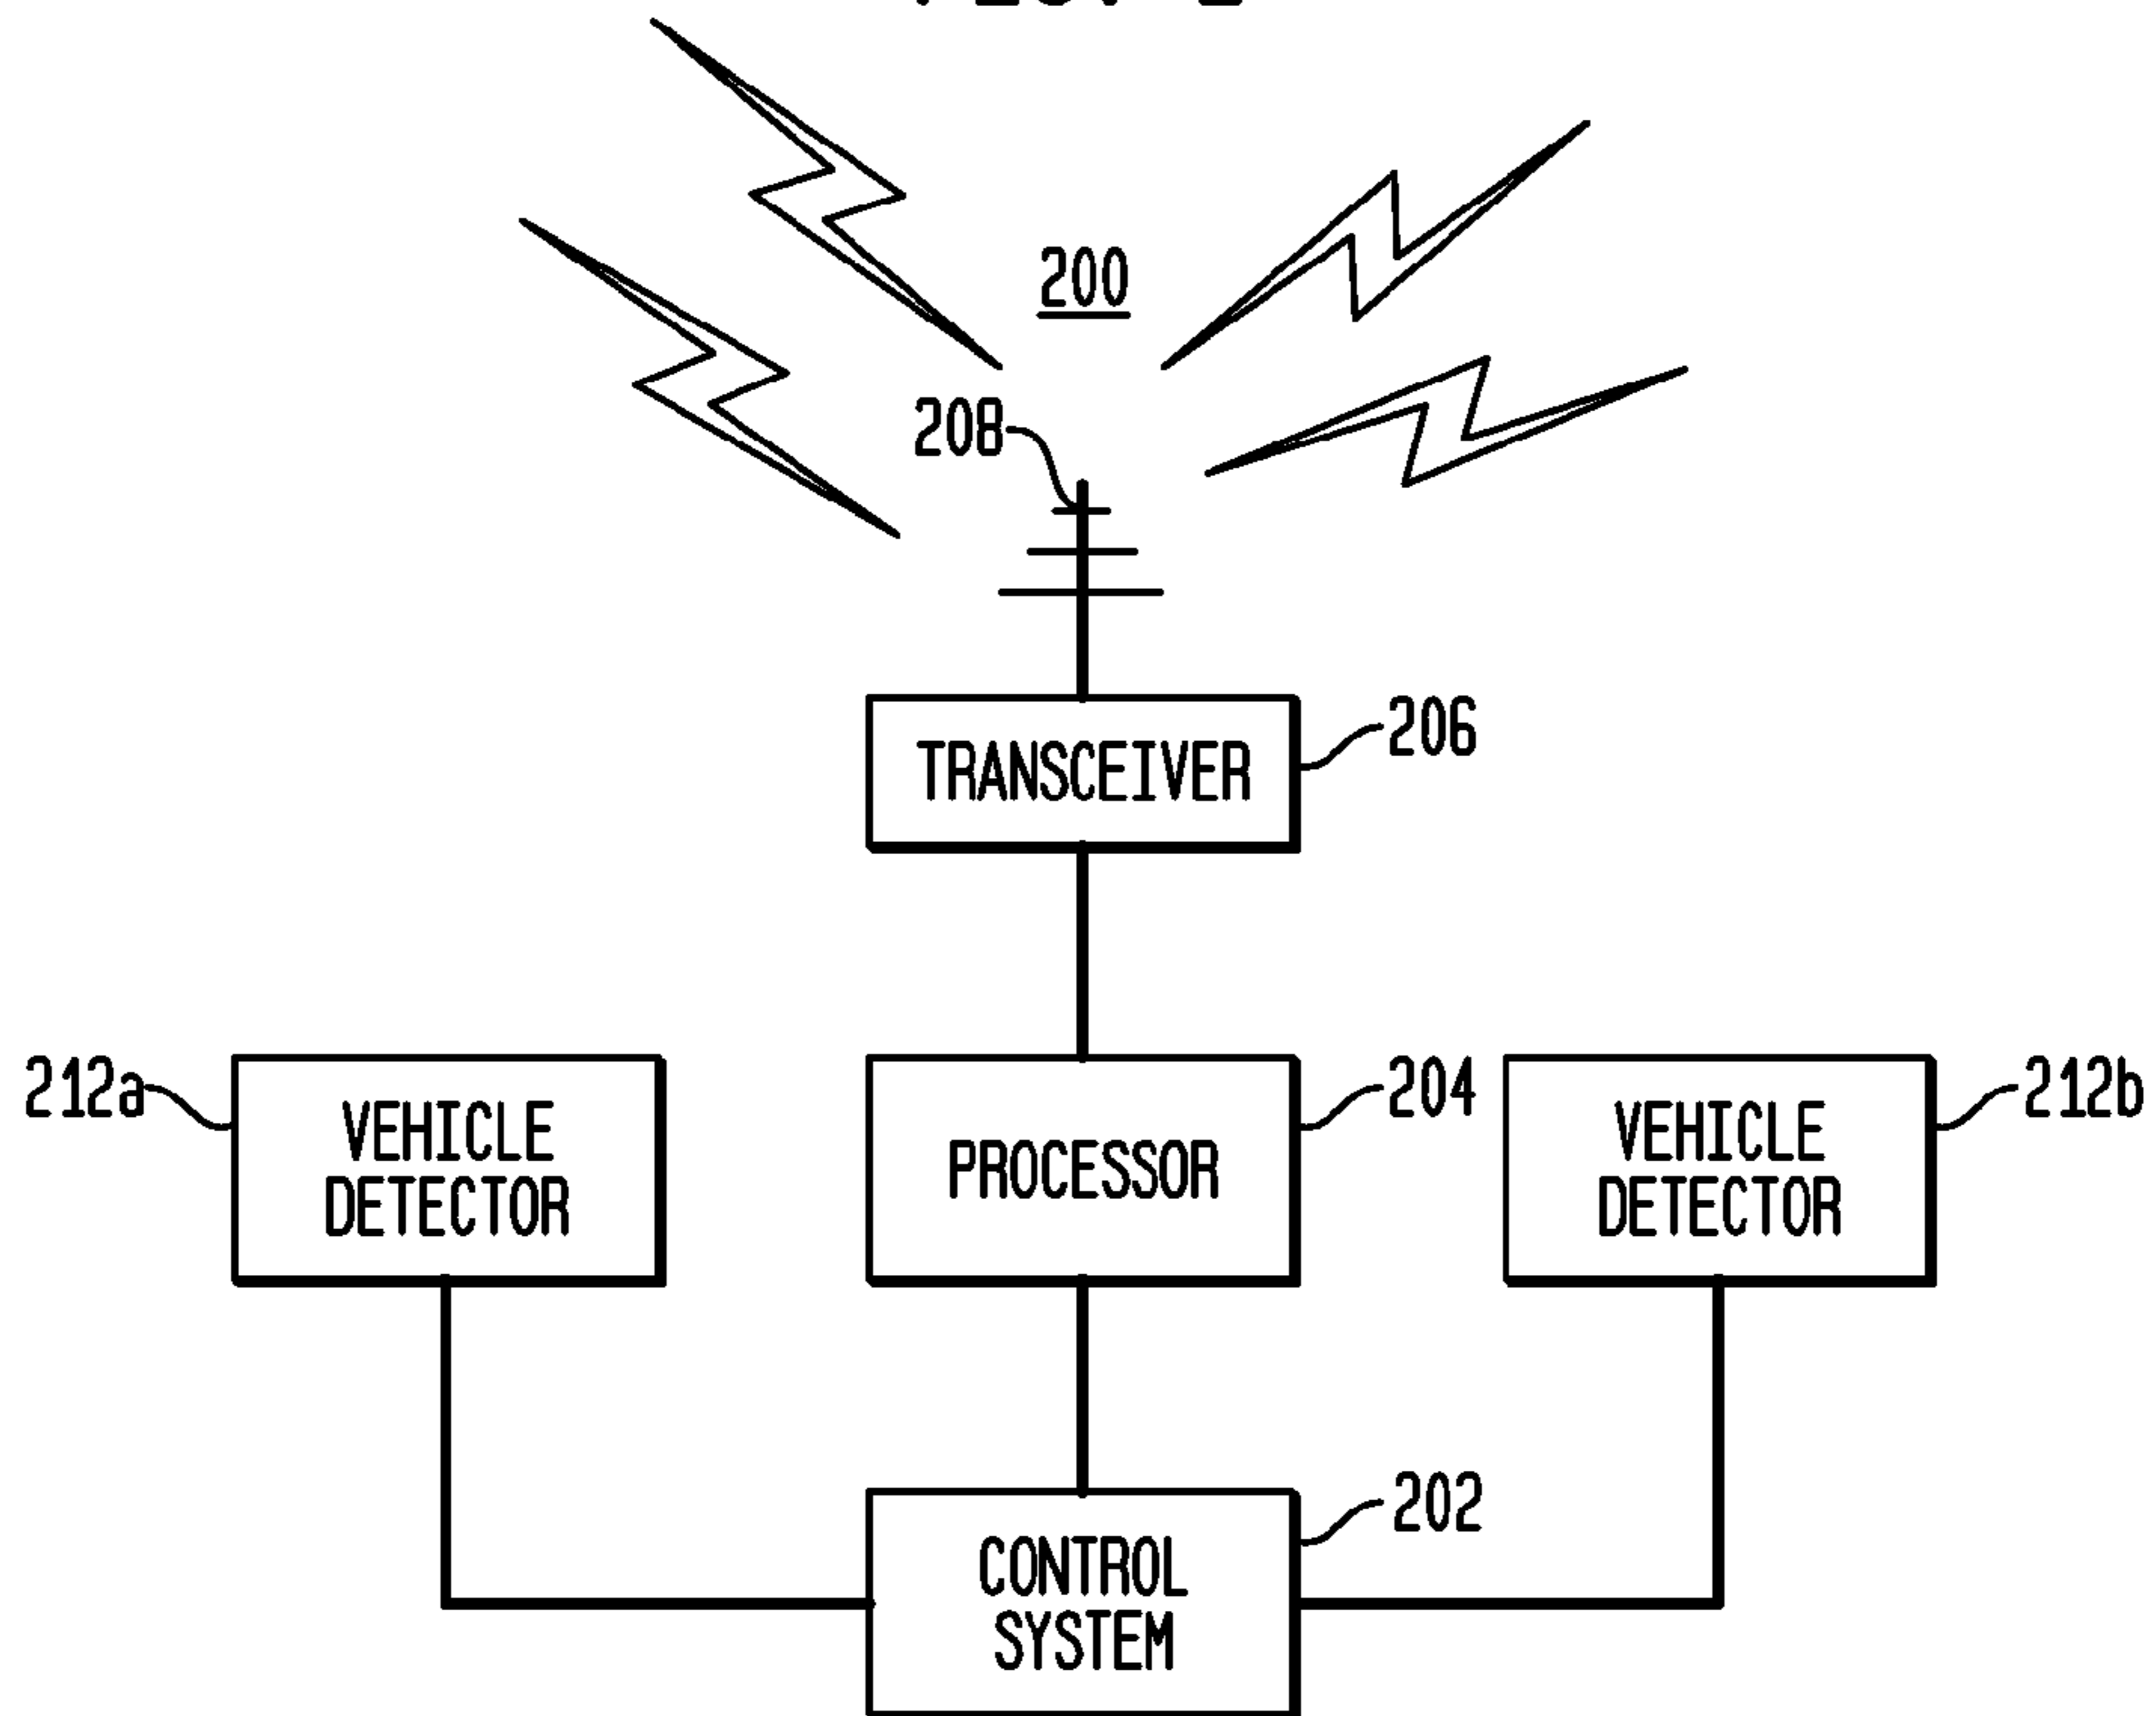 200
208
TRANSCEIVER
206
212a
VEHICLE
DETECTOR
PROCESSOR
204
VEHICLE
DETECTOR
212b
CONTROL
SYSTEM
202